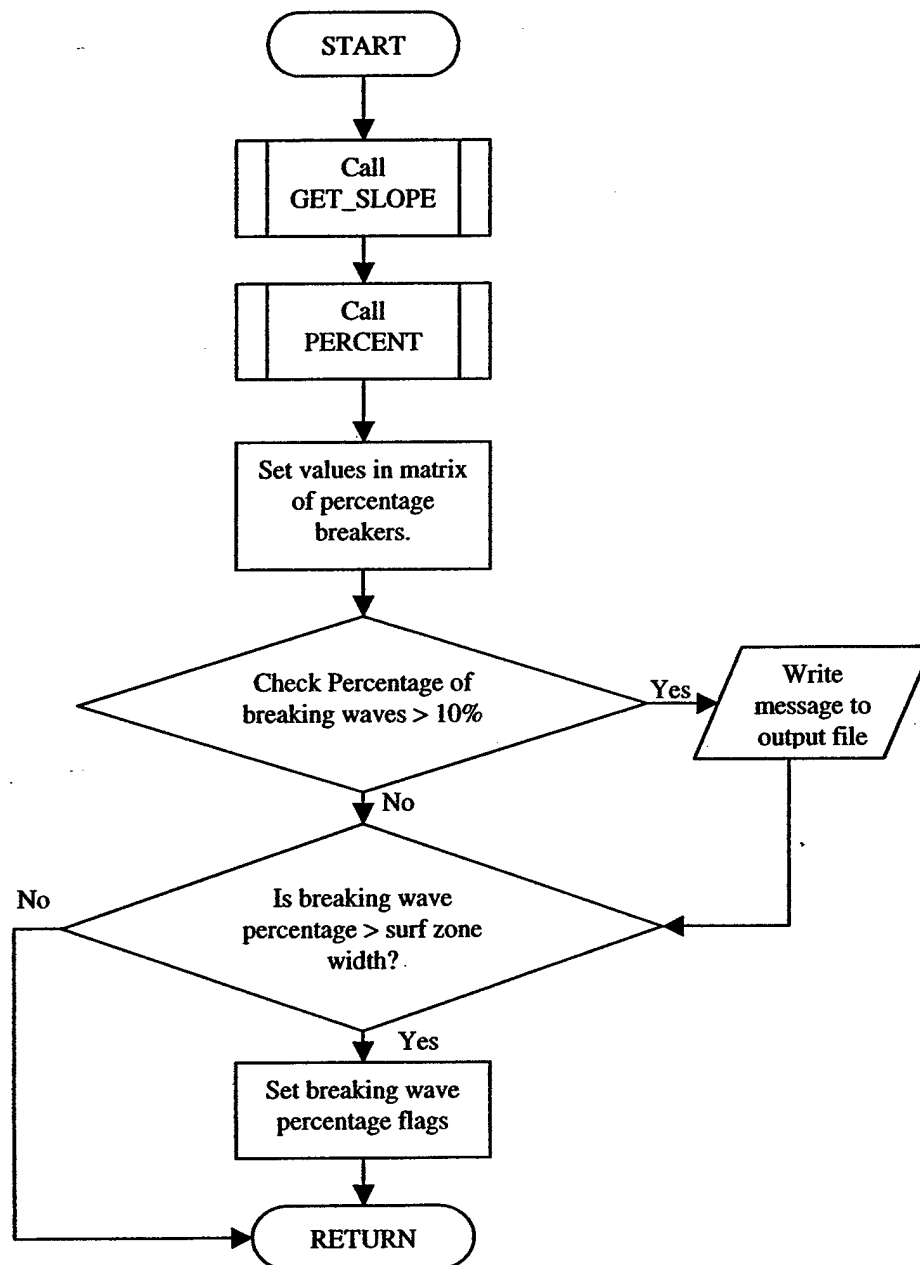 START
Call
GET_SLOPE
Call
PERCENT
Set values in matrix
of percentage
breakers.
Check Percentage of
breaking waves > 10%
Yes
Write
message to
output file
No
No
Is breaking wave
percentage > surf zone
width?
Yes
Set breaking wave
percentage flags
RETURN